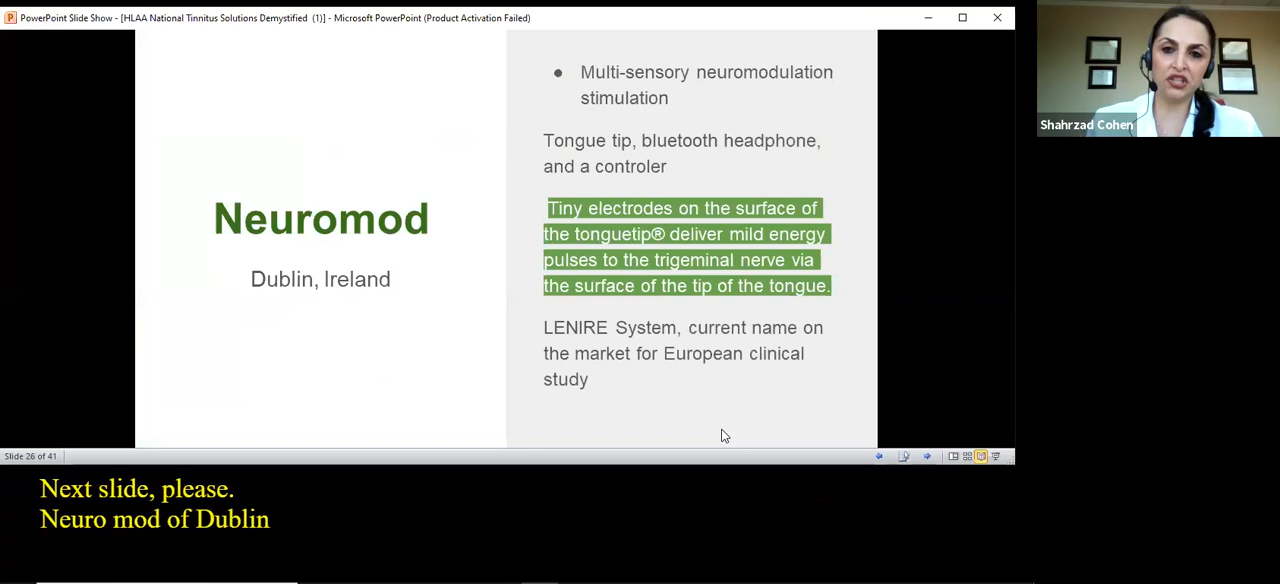 PowerPoint Slide Show - [HLAA National Tinnitus Solutions Demystified (1)] - Microsoft PowerPoint (Product Activation Failed)
Neuromod
Dublin, Ireland
● Multi-sensory neuromodulation
stimulation
Tongue tip, bluetooth headphone,
and a controler
Tiny electrodes on the surface of
the tonguetip® deliver mild energy
pulses to the trigeminal nerve via
the surface of the tip of the tongue.
LENIRE System, current name on
the market for European clinical
study
Shahrzad Cohen
Slide 26 of 41
Next slide, please.
Neuro mod of Dublin